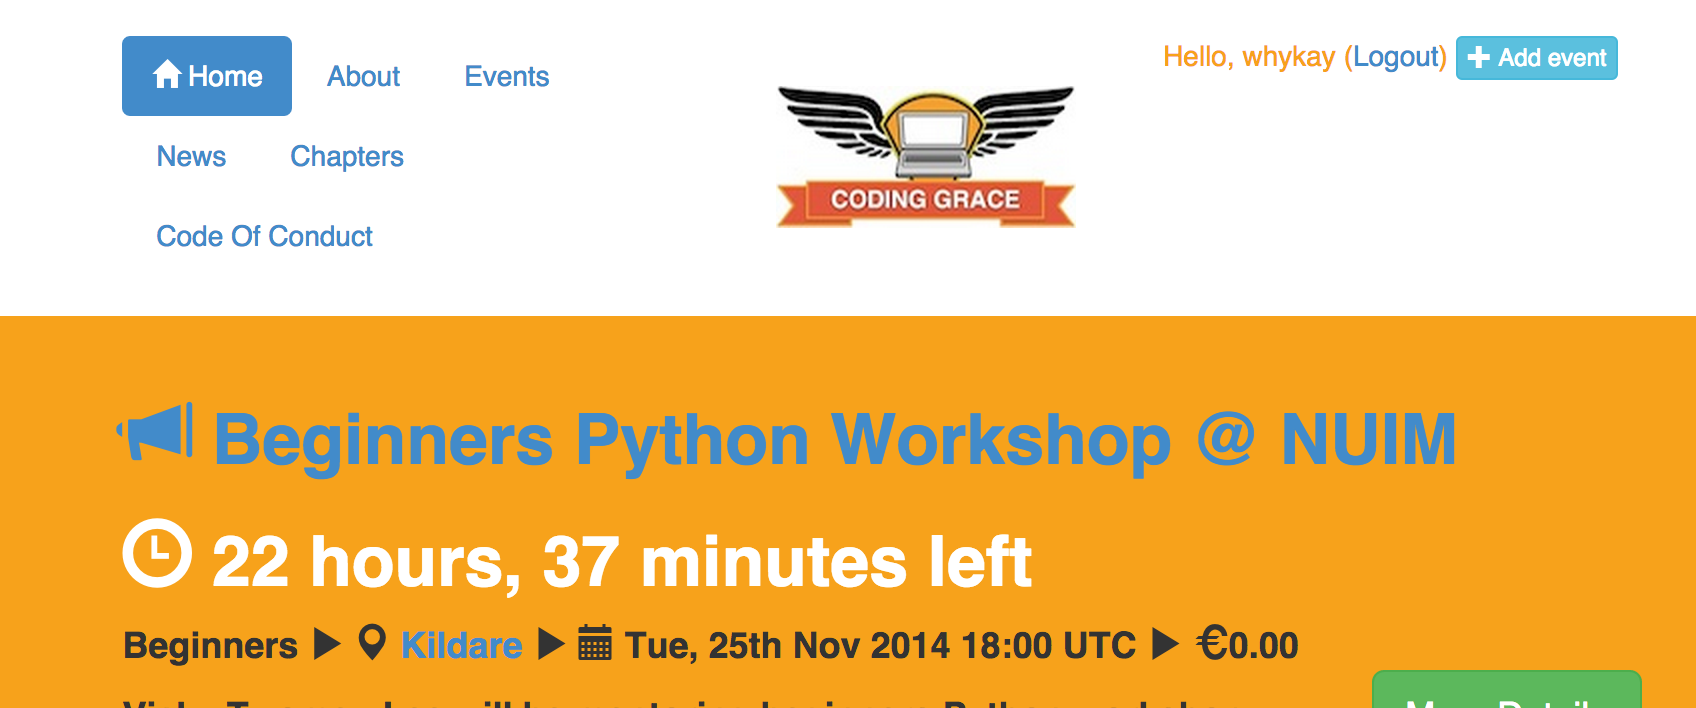 Home About Events
News Chapters
Code Of Conduct
CODING GRACE
Hello, whykay (Logout) Add event
Beginners Python Workshop @ NUIM
22 hours, 37 minutes left
Beginners Kildare Tue, 25th Nov 2014 18:00 UTC €0.00